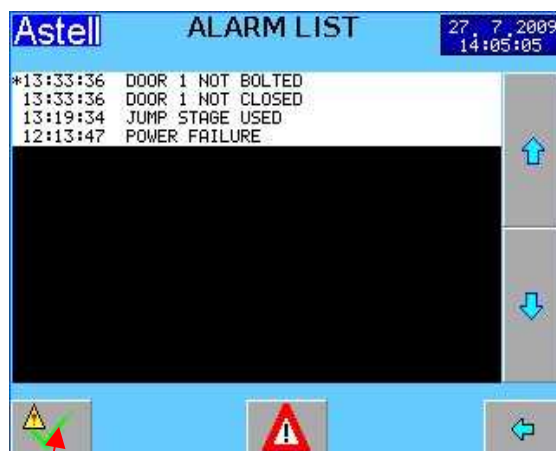 Astell
ALARM LIST
27. 7.2009
14:05:05
*13:33:36 DOOR 1 NOT BOLTED
13:33:36 DOOR 1 NOT CLOSED
13:19:34 JUMP STAGE USED
12:13:47 POWER FAILURE